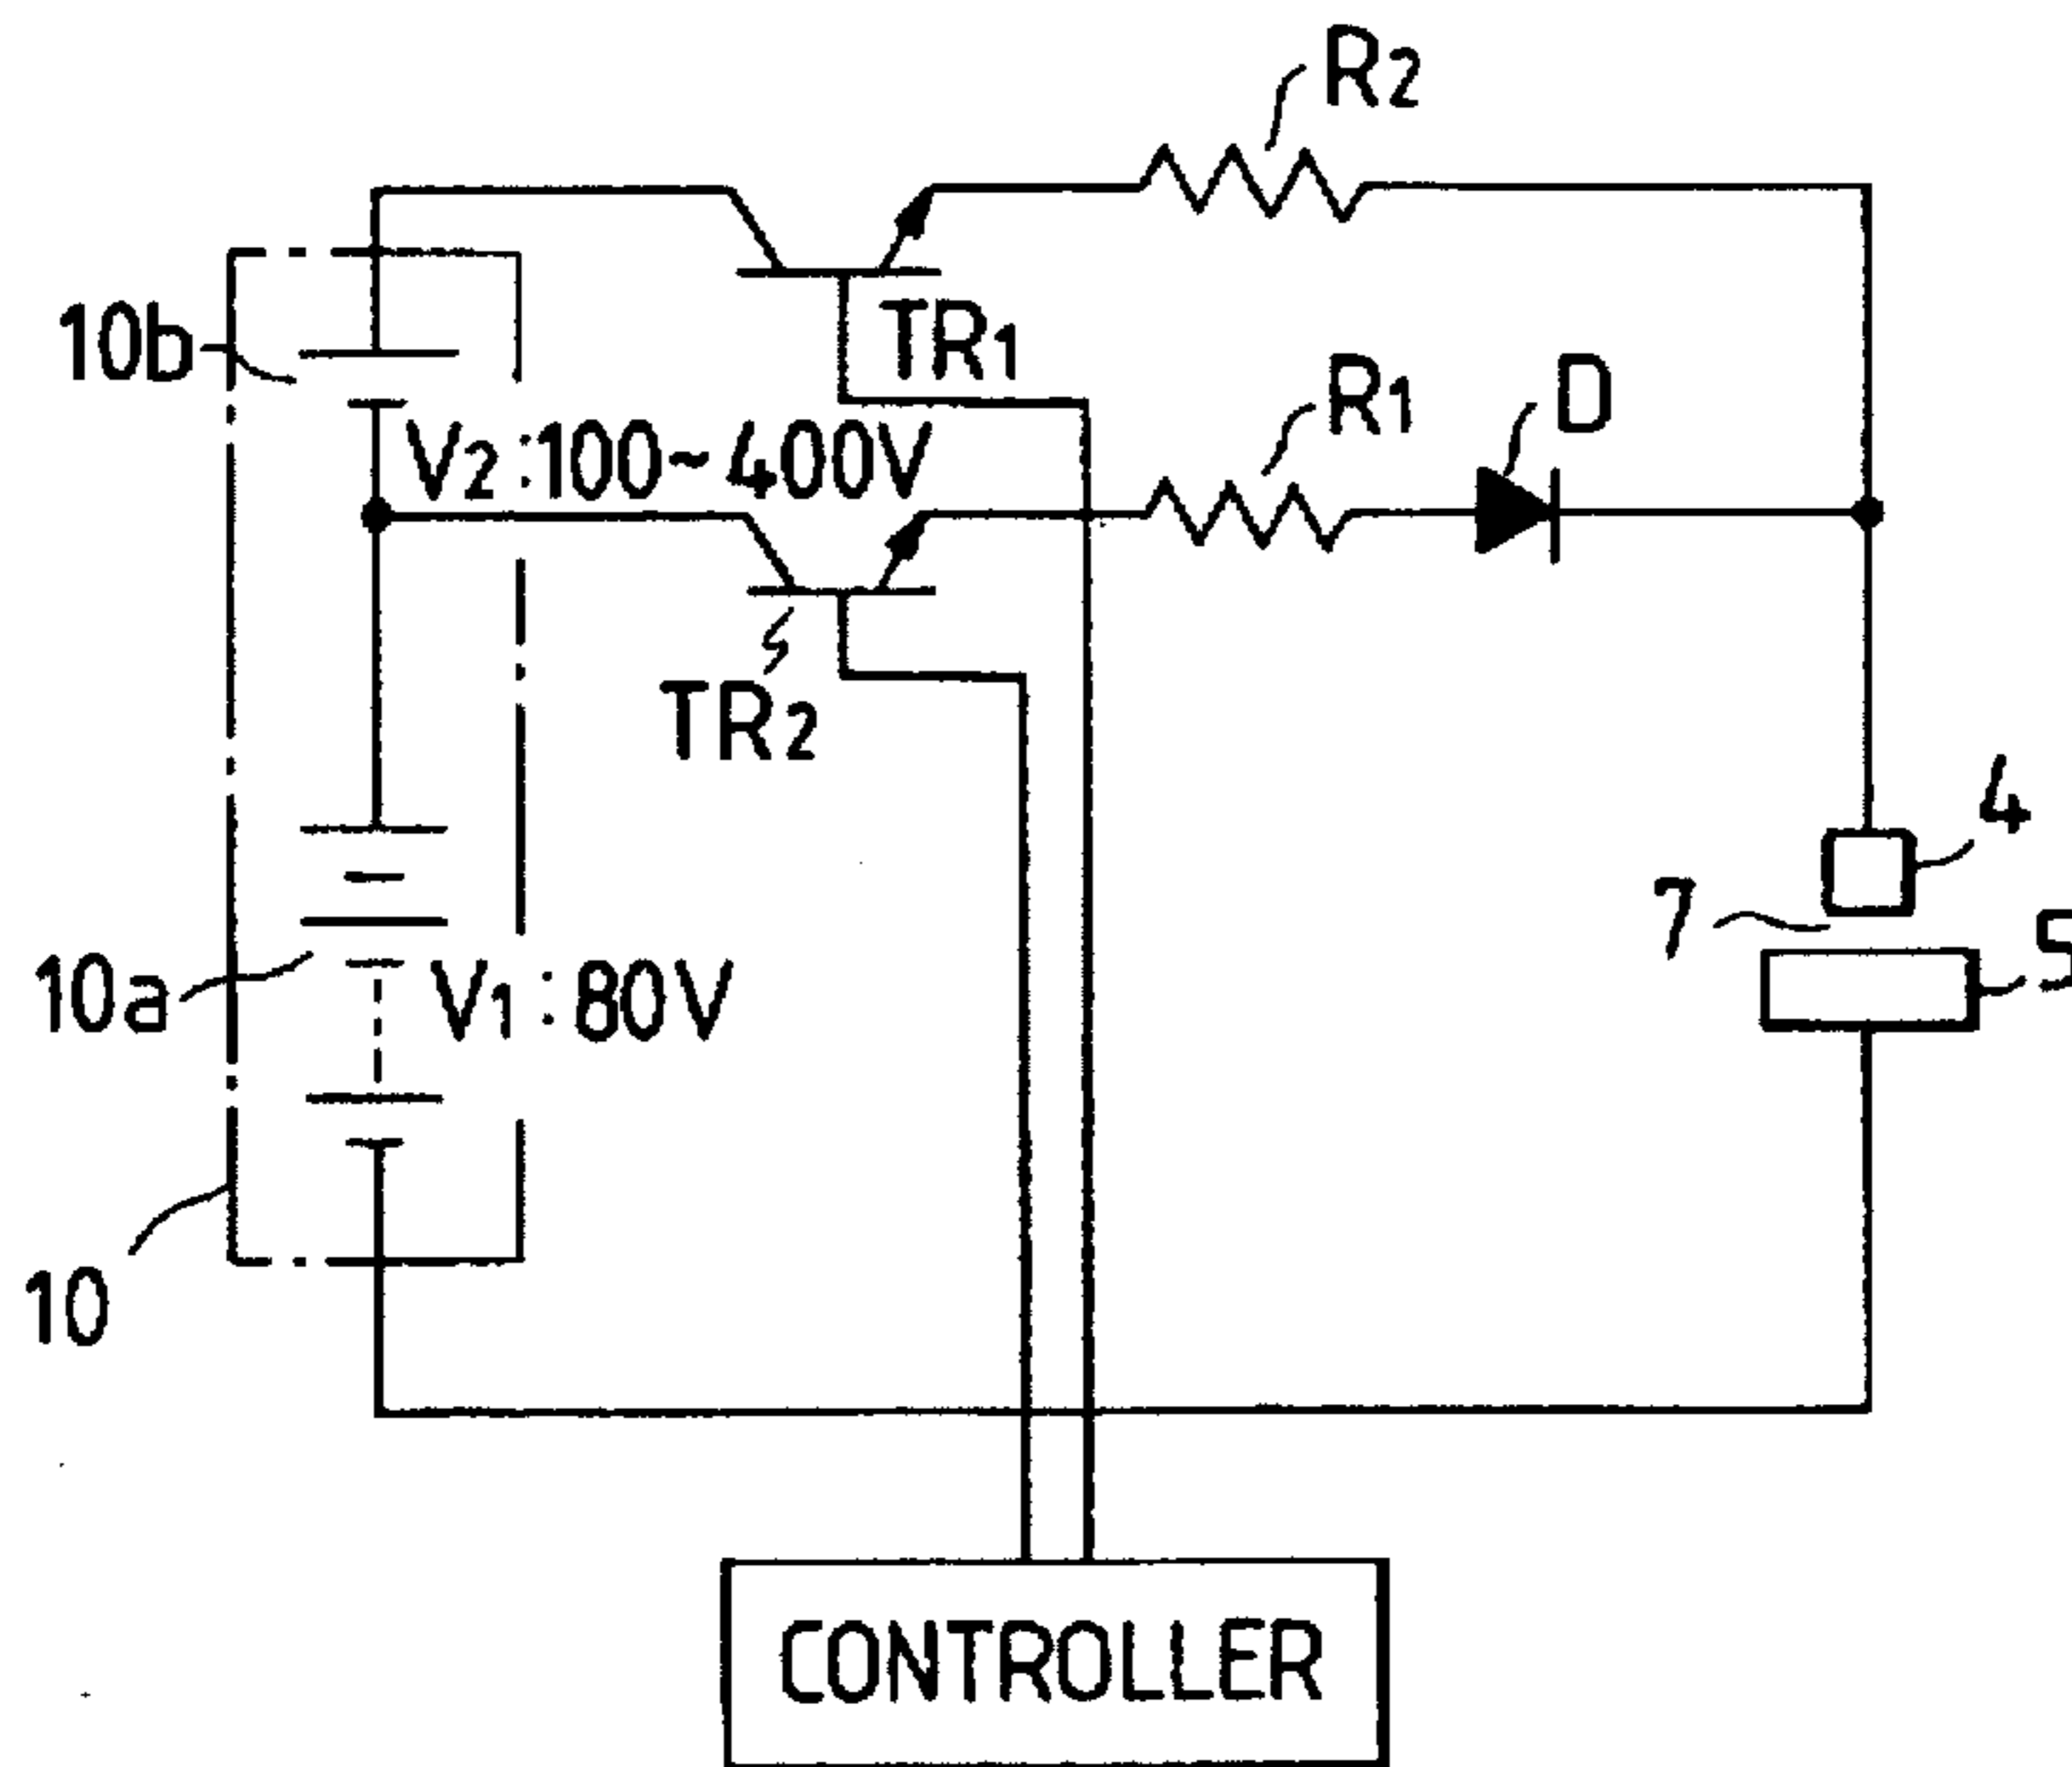 R2
10b
TR1
R1
D
V2:100~400V
TR2
4
7
5
10a
V1:80V
10
CONTROLLER